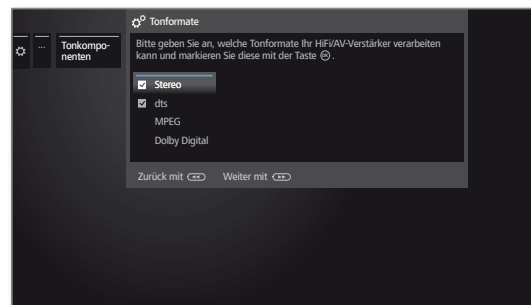 Tonformate
...
Tonkompo-
nenten
Bitte geben Sie an, welche Tonformate Ihr HiFi/AV-Verstärker verarbeiten
kann und markieren Sie diese mit der Taste OK.
Stereo
dts
MPEG
Dolby Digital
Zurück mit Weiter mit